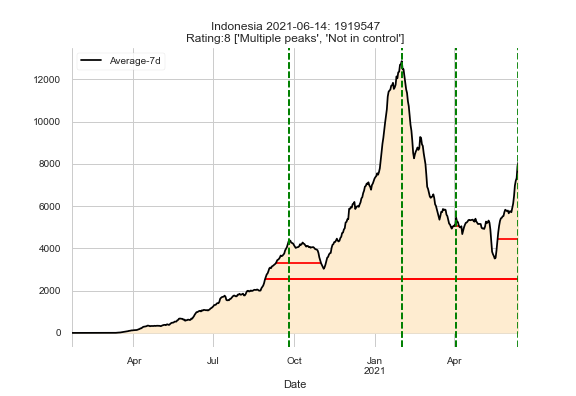 Indonesia 2021-06-14: 1919547
Rating:8 ['Multiple peaks', 'Not in control']
Average-7d
12000
10000
8000
6000
4000
2000
0
Apr
Jul
Oct
Jan
2021
Apr
Date